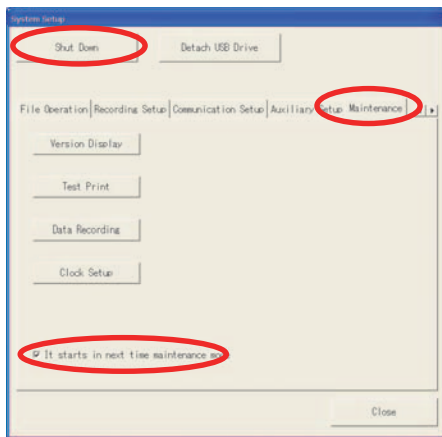 System Setup
Shut Down
Detach USB Drive
File Operation Recording Setup Communication Setup Auxiliary Setup Maintenance
Version Display
Test Print
Data Recording
Clock Setup
It starts in next time maintenance mo
Close